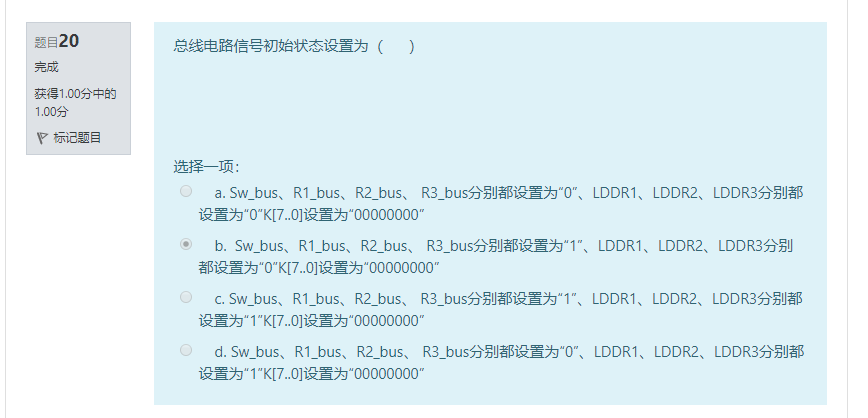 题目20
完成
获得1.00分中的
1.00分
标记题目
总线电路信号初始状态设置为（ ）
选择一项：
a. Sw_bus、R1_bus、R2_bus、 R3_bus分别都设置为“0”、LDDR1、LDDR2、LDDR3分别都
设置为“0”K[7..0]设置为“00000000”
b. Sw_bus、R1_bus、R2_bus、 R3_bus分别都设置为“1”、LDDR1、LDDR2、LDDR3分别
都设置为“0”K[7..0]设置为“00000000”
c. Sw_bus、R1_bus、R2_bus、 R3_bus分别都设置为“1”、LDDR1、LDDR2、LDDR3分别都
设置为“1”K[7..0]设置为“00000000”
d. Sw_bus、R1_bus、R2_bus、 R3_bus分别都设置为“0”、LDDR1、LDDR2、LDDR3分别都
设置为“1”K[7..0]设置为“00000000”